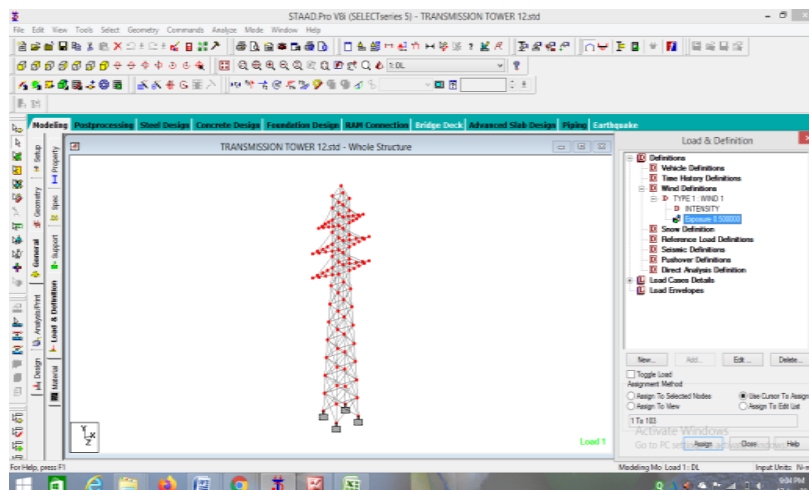 STAAD.Pro V8i (SELECTseries 5) - TRANSMISSION TOWER 12.std
File Edit View Tools Select Geometry Commands Analyze Mode Window Help
1:DL
Modeling Postprocessing Steel Design Concrete Design Foundation Design RAM Connection Bridge Deck Advanced Slab Design Piping Earthquake
Setup
Geometry
General
Analysis/Print
Design
Property
Spec
Support
Load & Definition
Material
TRANSMISSION TOWER 12.std - Whole Structure
Y
X
Z
Load 1
Load & Definition
Definitions
Vehicle Definitions
Time History Definitions
Wind Definitions
TYPE 1 : WIND 1
INTENSITY
Exposure 0.500000
Snow Definition
Reference Load Definitions
Seismic Definitions
Pushover Definitions
Direct Analysis Definition
Load Cases Details
Load Envelopes
New... Add... Edit... Delete...
Toggle Load
Assignment Method
Assign To Selected Nodes Use Cursor To Assign
Assign To View Assign To Edit List
1 To 103
Activate Windows
Go to PC
Assign Close Help
For Help, press F1
Modeling Mo Load 1 : DL Input Units: N-m
9:04 PM